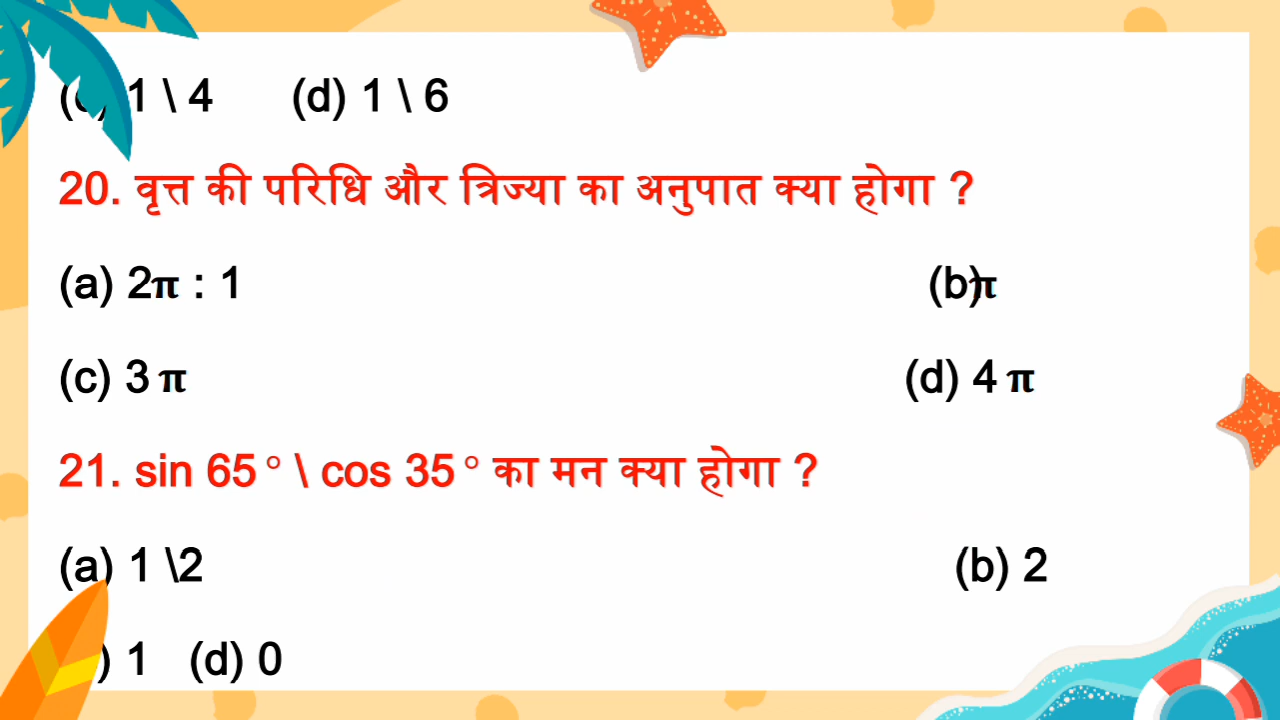 (c) 1 \ 4 (d) 1 \ 6
20. वृत्त की परिधि और त्रिज्या का अनुपात क्या होगा ?
(a) 2π : 1 (b) π
(c) 3 π (d) 4 π
21. sin 65° \ cos 35° का मन क्या होगा ?
(a) 1 \2 (b) 2
) 1 (d) 0